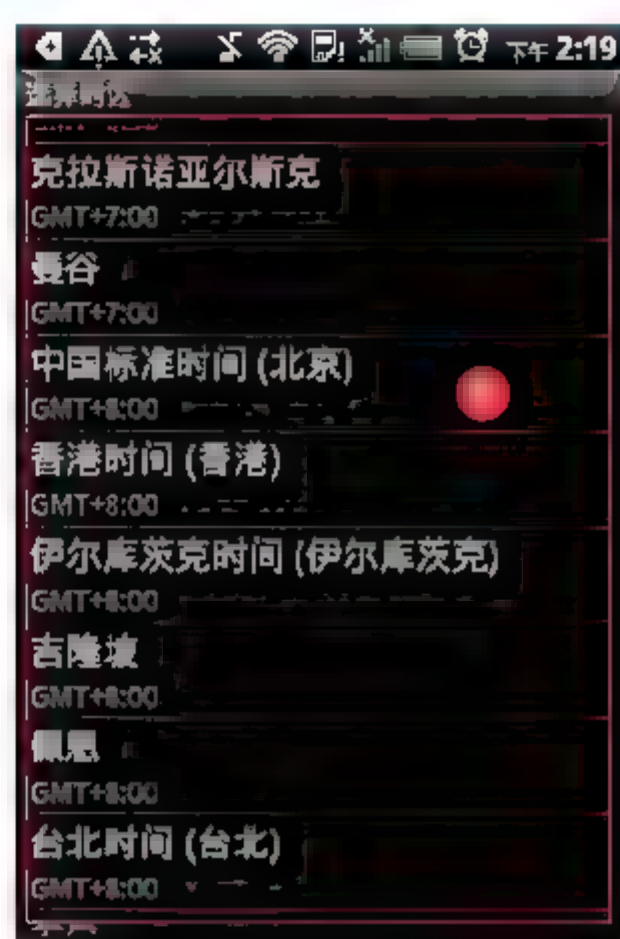 下午 2:19
克拉斯诺亚尔斯克
GMT+7:00
曼谷
GMT+7:00
中国标准时间 (北京)
GMT+8:00
香港时间 (香港)
GMT+8:00
伊尔库茨克时间 (伊尔库茨克)
GMT+8:00
吉隆坡
GMT+8:00
佩思
GMT+8:00
台北时间 (台北)
GMT+8:00